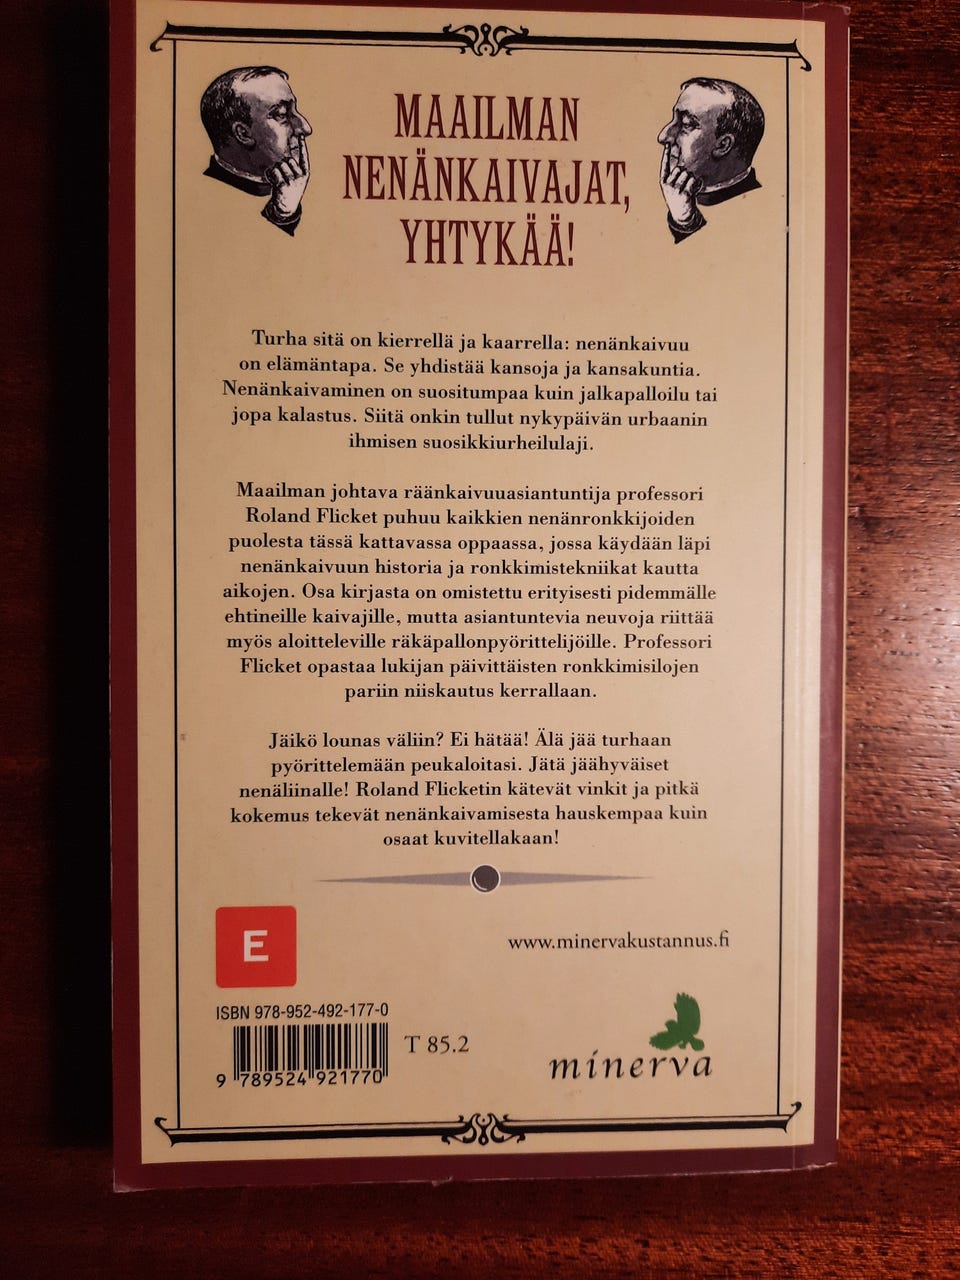 MAAILMAN
NENÄNKAIVAJAT,
YHTYKÄÄ!
Turha sitä on kierrellä ja kaarrella: nenänkaivuu
on elämäntapa. Se yhdistää kansoja ja kansakuntia.
Nenänkaivaminen on suositumpaa kuin jalkapalloilu tai
jopa kalastus. Siitä onkin tullut nykypäivän urbaanin
ihmisen suosikkiurheilulaji.
Maailman johtava räänkaivuuasiantuntija professori
Roland Flicket puhuu kaikkien nenänronkkijoiden
puolesta tässä kattavassa oppaassa, jossa käydään läpi
nenänkaivuun historia ja ronkkimistekniikat kautta
aikojen. Osa kirjasta on omistettu erityisesti pidemmälle
ehtineille kaivajille, mutta asiantuntevia neuvoja riittää
myös aloitteleville räkäpallonpyörittelijöille. Professori
Flicket opastaa lukijan päivittäisten ronkkimisilojen
pariin niiskautus kerrallaan.
Jäikö lounas väliin? Ei hätää! Älä jää turhaan
pyörittelemään peukaloitasi. Jätä jäähyväiset
nenäliinalle! Roland Flicketin kätevät vinkit ja pitkä
kokemus tekevät nenänkaivamisesta hauskempaa kuin
osaat kuvitellakaan!
E
www.minervakustannus.fi
ISBN 978-952-492-177-0
9 789524 921770
T 85.2
minerva